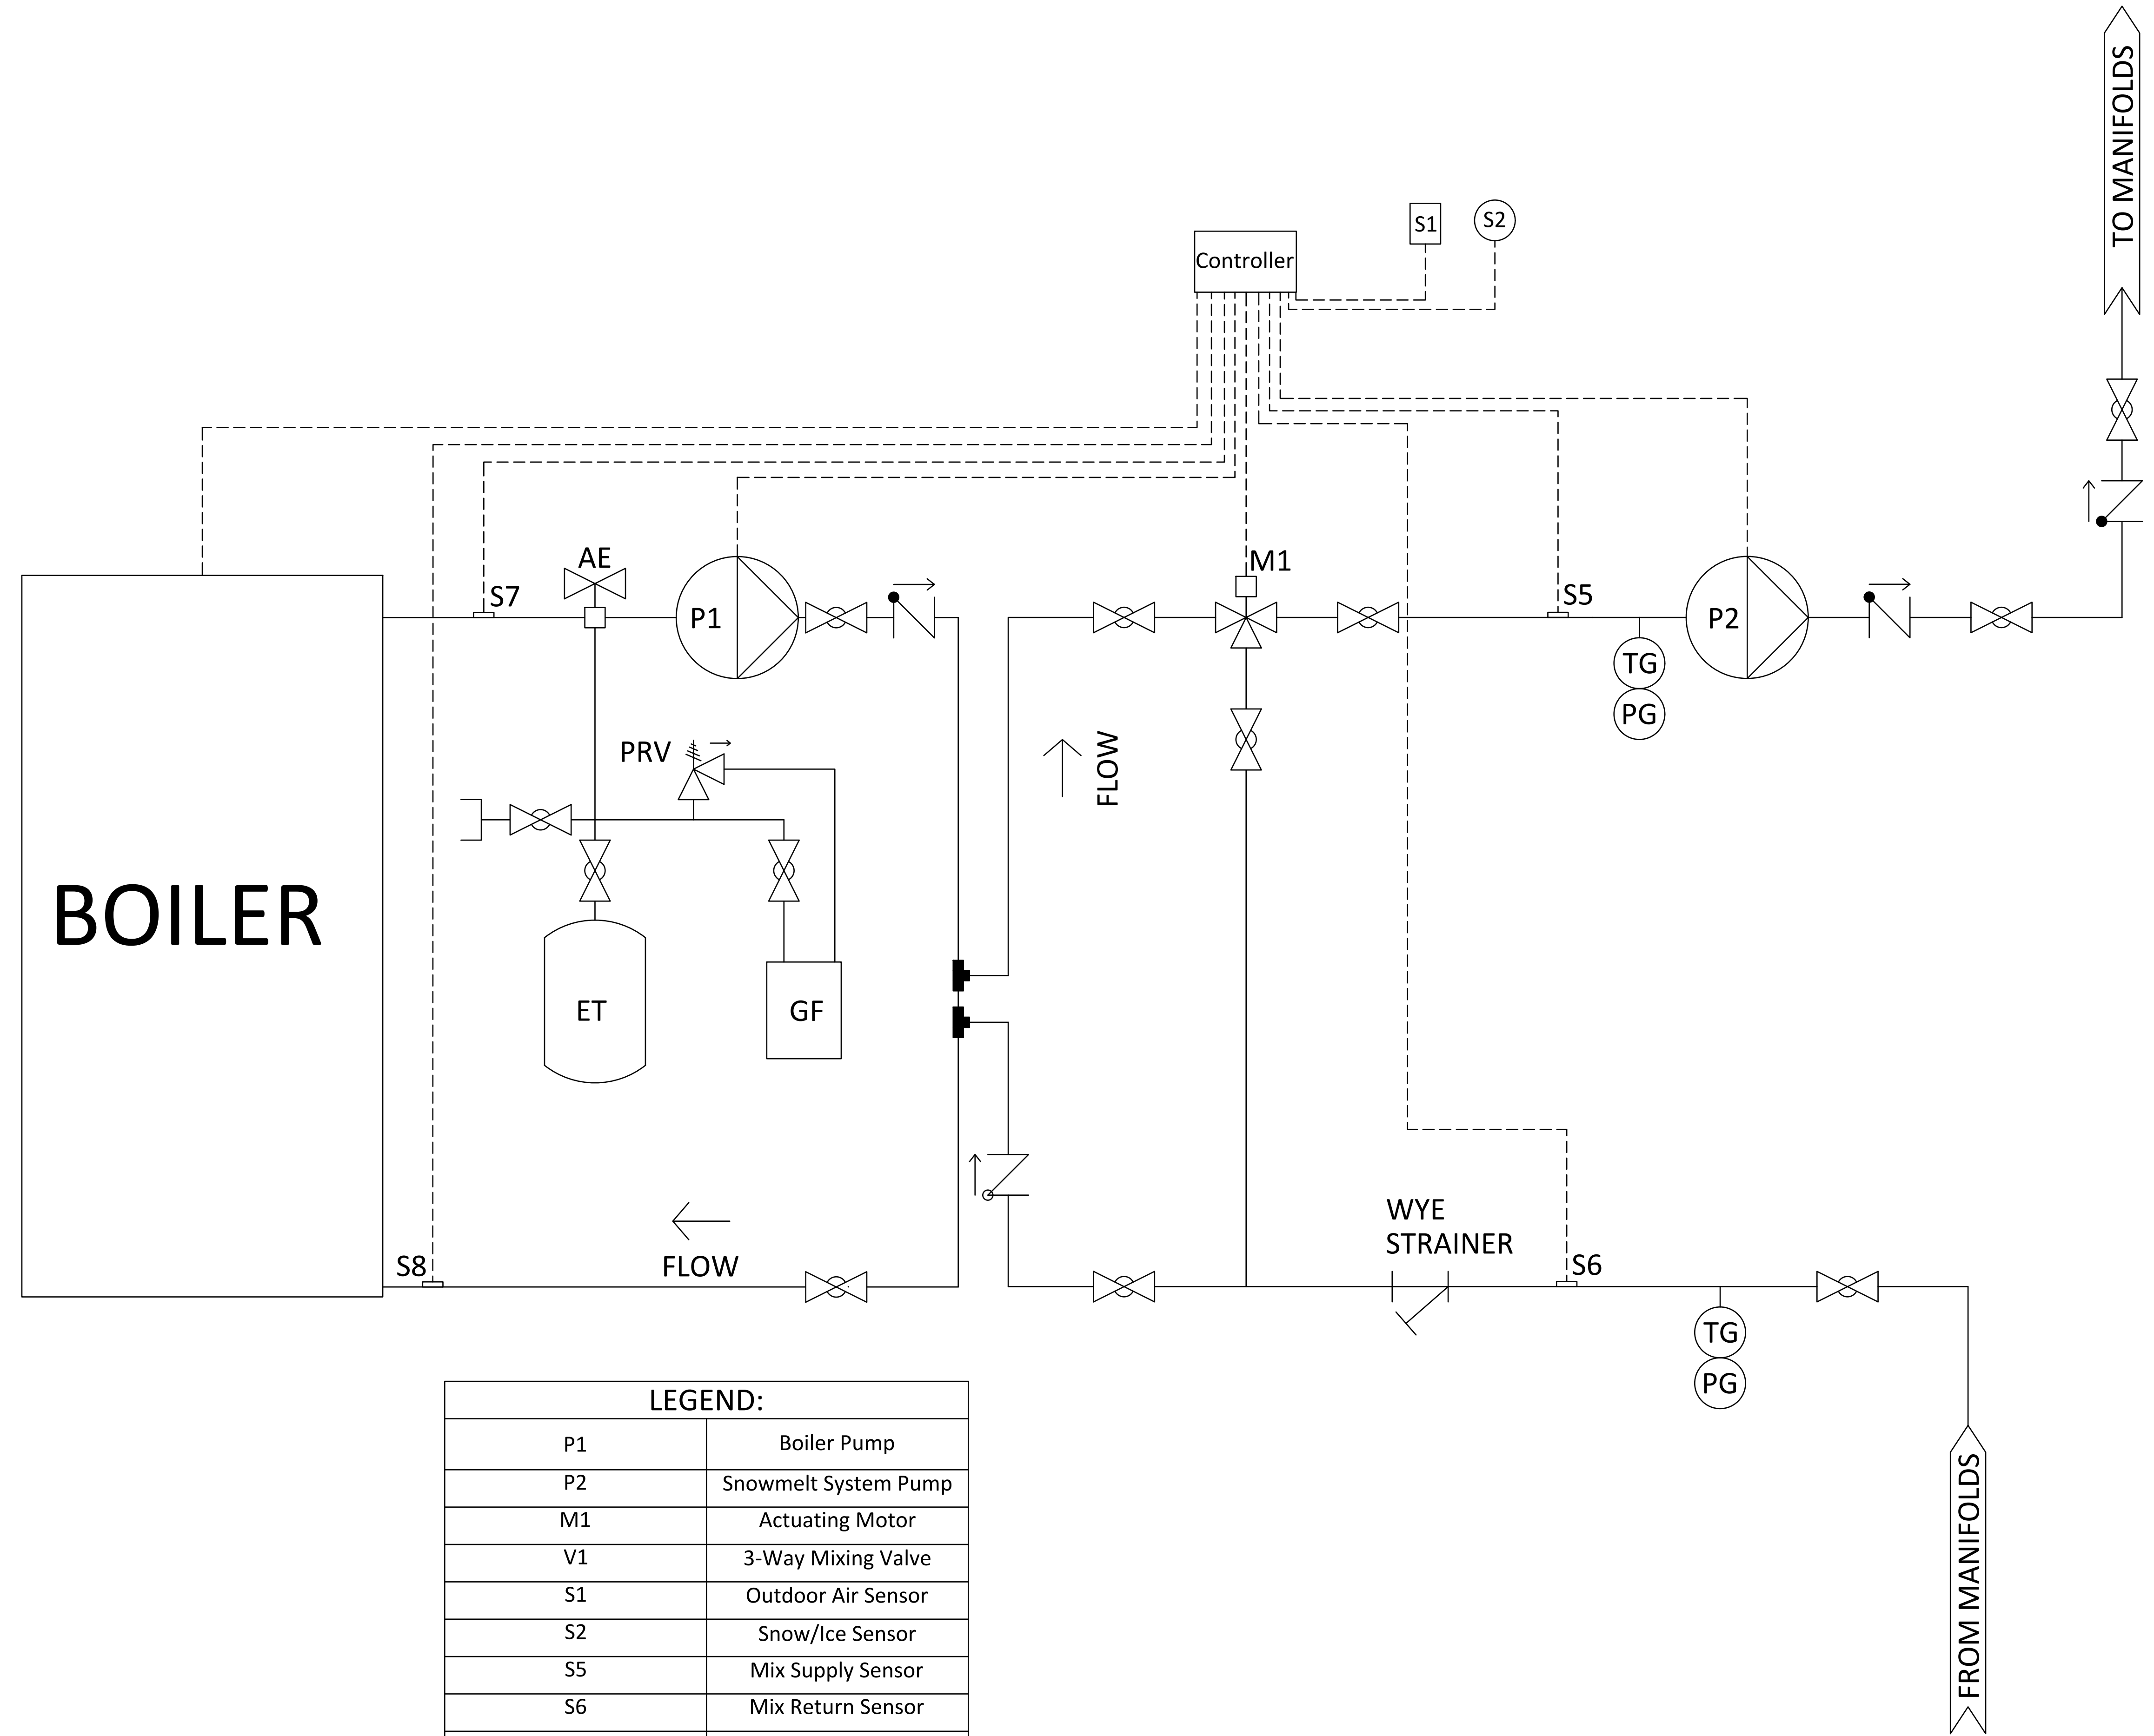 TO MANIFOLDS
S1
S2
Controller
AE
M1
S7
S5
P1
P2
TG
PG
PRV
FLOW
BOILER
ET
GF
WYE
STRAINER
S8
FLOW
S6
TG
PG
FROM MANIFOLDS
LEGEND:
P1 Boiler Pump
P2 Snowmelt System Pump
M1 Actuating Motor
V1 3-Way Mixing Valve
S1 Outdoor Air Sensor
S2 Snow/Ice Sensor
S5 Mix Supply Sensor
S6 Mix Return Sensor